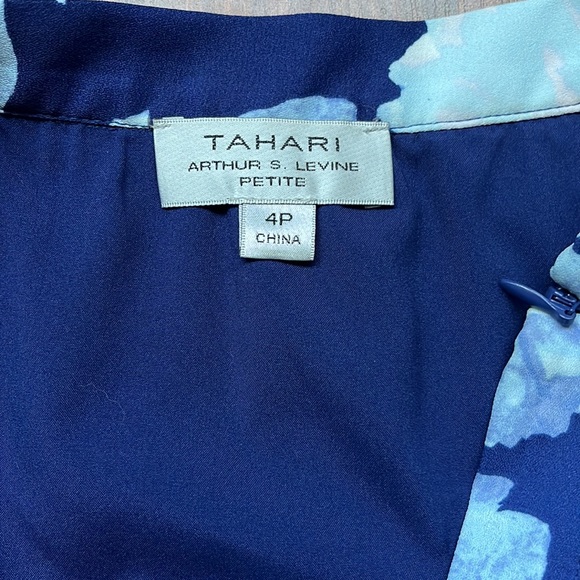 TAHARI
ARTHUR S. LEVINE
PETITE
4P
CHINA